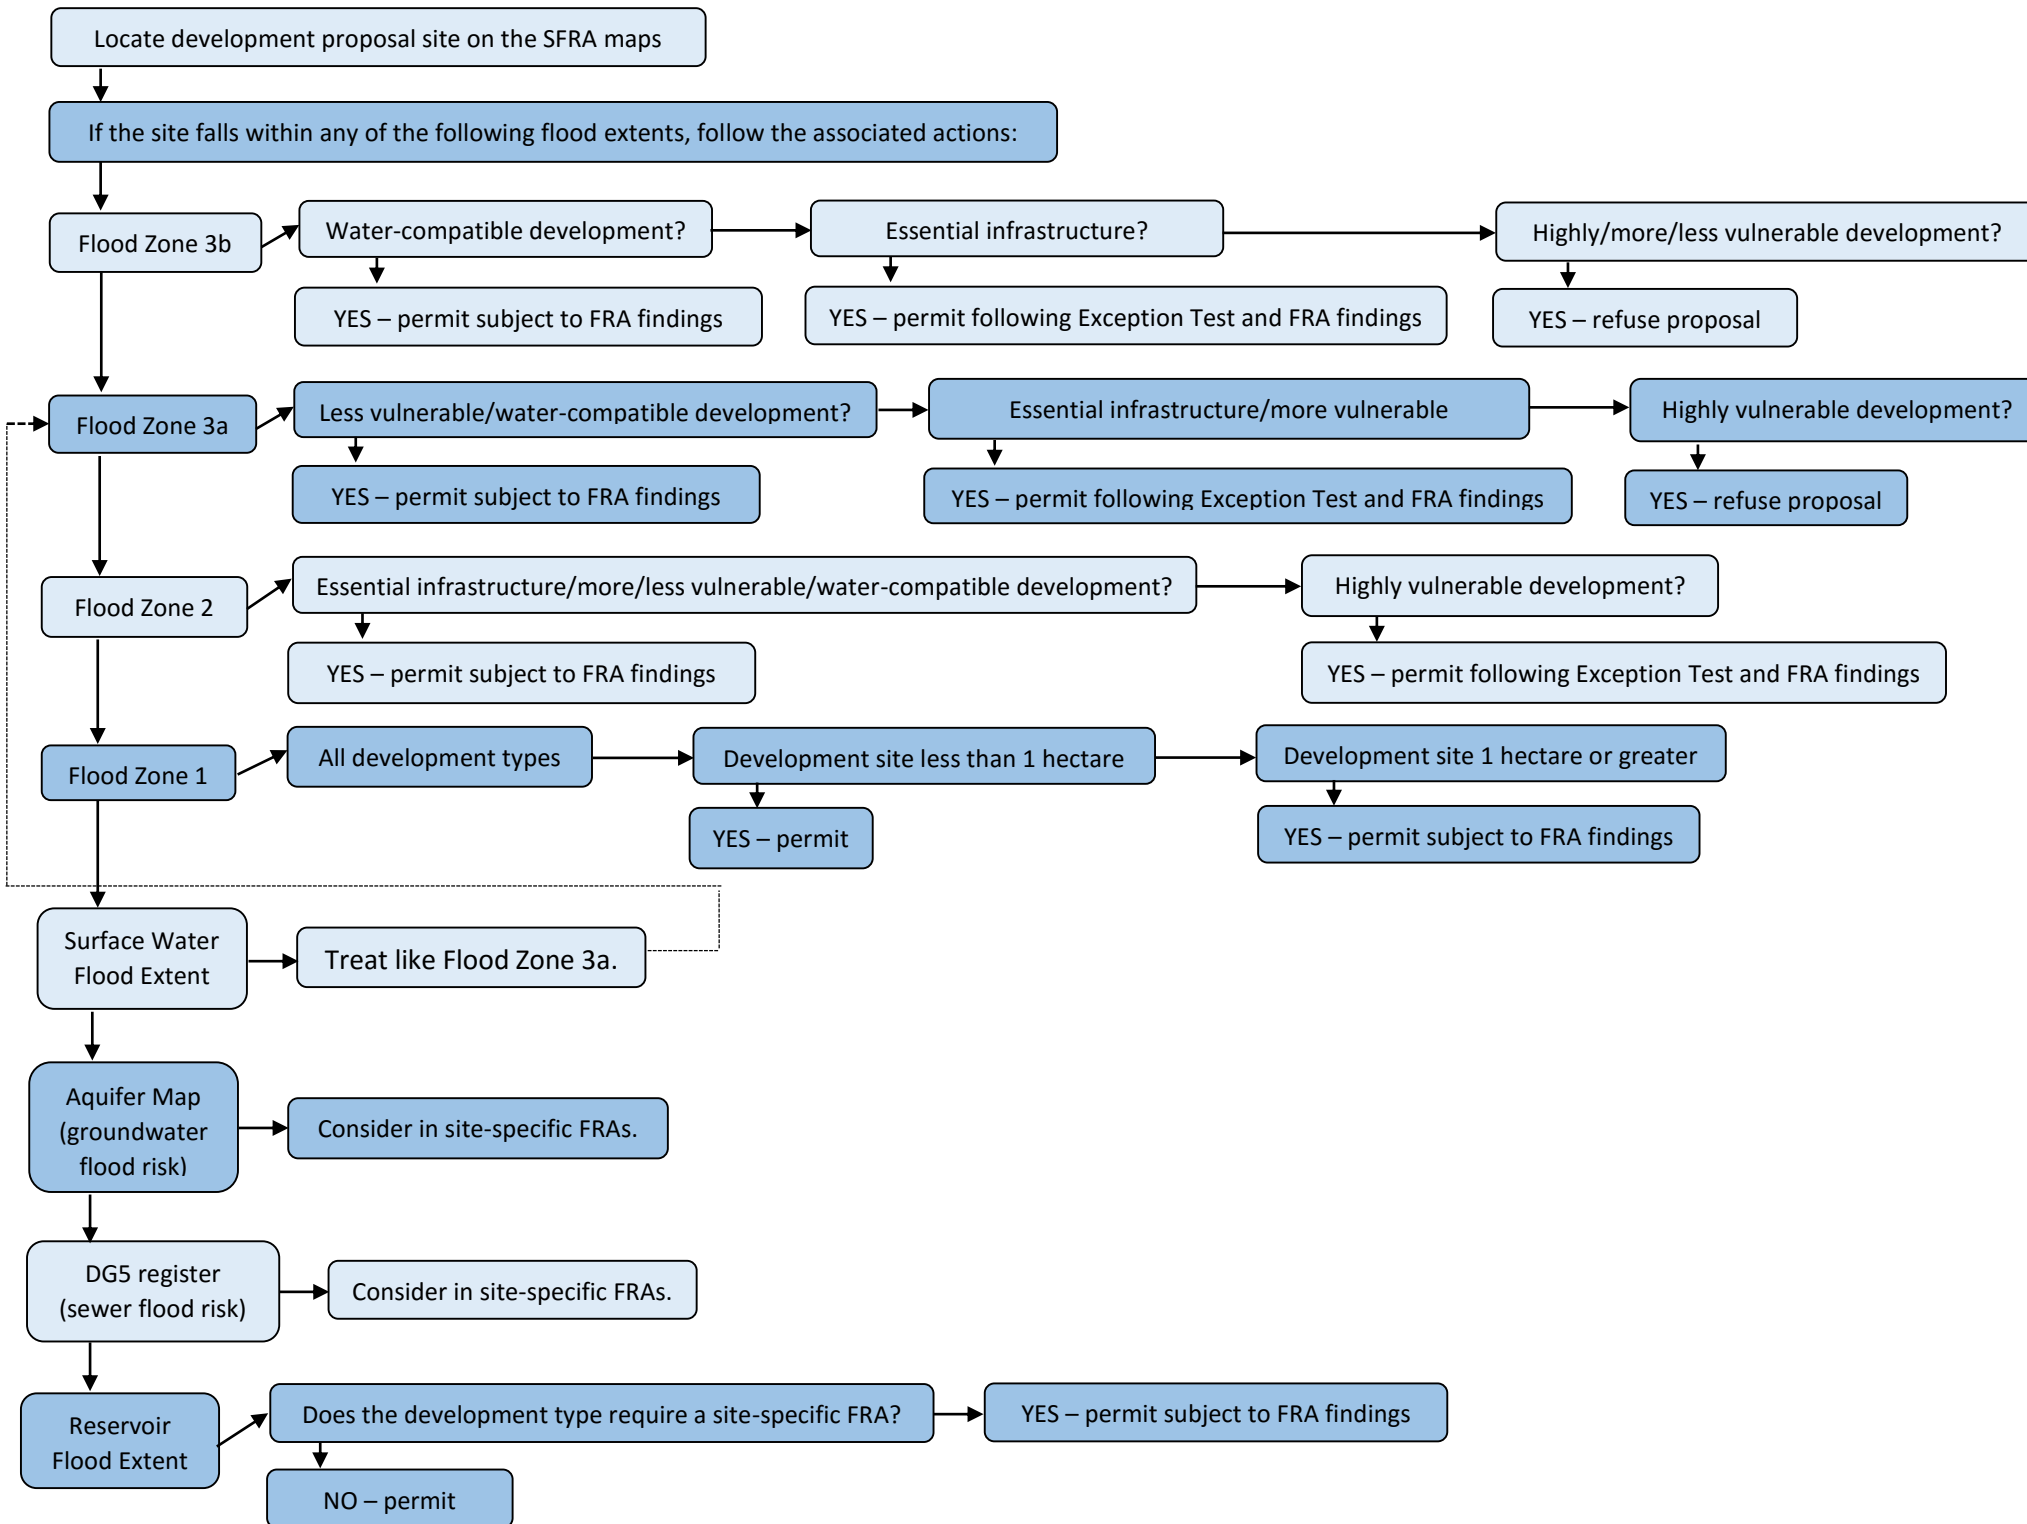 Locate development proposal site on the SFRA maps
If the site falls within any of the following flood extents, follow the associated actions:
Flood Zone 3b
Water-compatible development?
Essential infrastructure?
Highly/more/less vulnerable development?
YES – permit subject to FRA findings
YES – permit following Exception Test and FRA findings
YES – refuse proposal
Flood Zone 3a
Less vulnerable/water-compatible development?
Essential infrastructure/more vulnerable
Highly vulnerable development?
YES – permit subject to FRA findings
YES – permit following Exception Test and FRA findings
YES – refuse proposal
Flood Zone 2
Essential infrastructure/more/less vulnerable/water-compatible development?
Highly vulnerable development?
YES – permit subject to FRA findings
YES – permit following Exception Test and FRA findings
Flood Zone 1
All development types
Development site less than 1 hectare
Development site 1 hectare or greater
YES – permit
YES – permit subject to FRA findings
Surface Water
Flood Extent
Treat like Flood Zone 3a.
Aquifer Map
(groundwater
flood risk)
Consider in site-specific FRAs.
DG5 register
(sewer flood risk)
Consider in site-specific FRAs.
Reservoir
Flood Extent
Does the development type require a site-specific FRA?
YES – permit subject to FRA findings
NO – permit